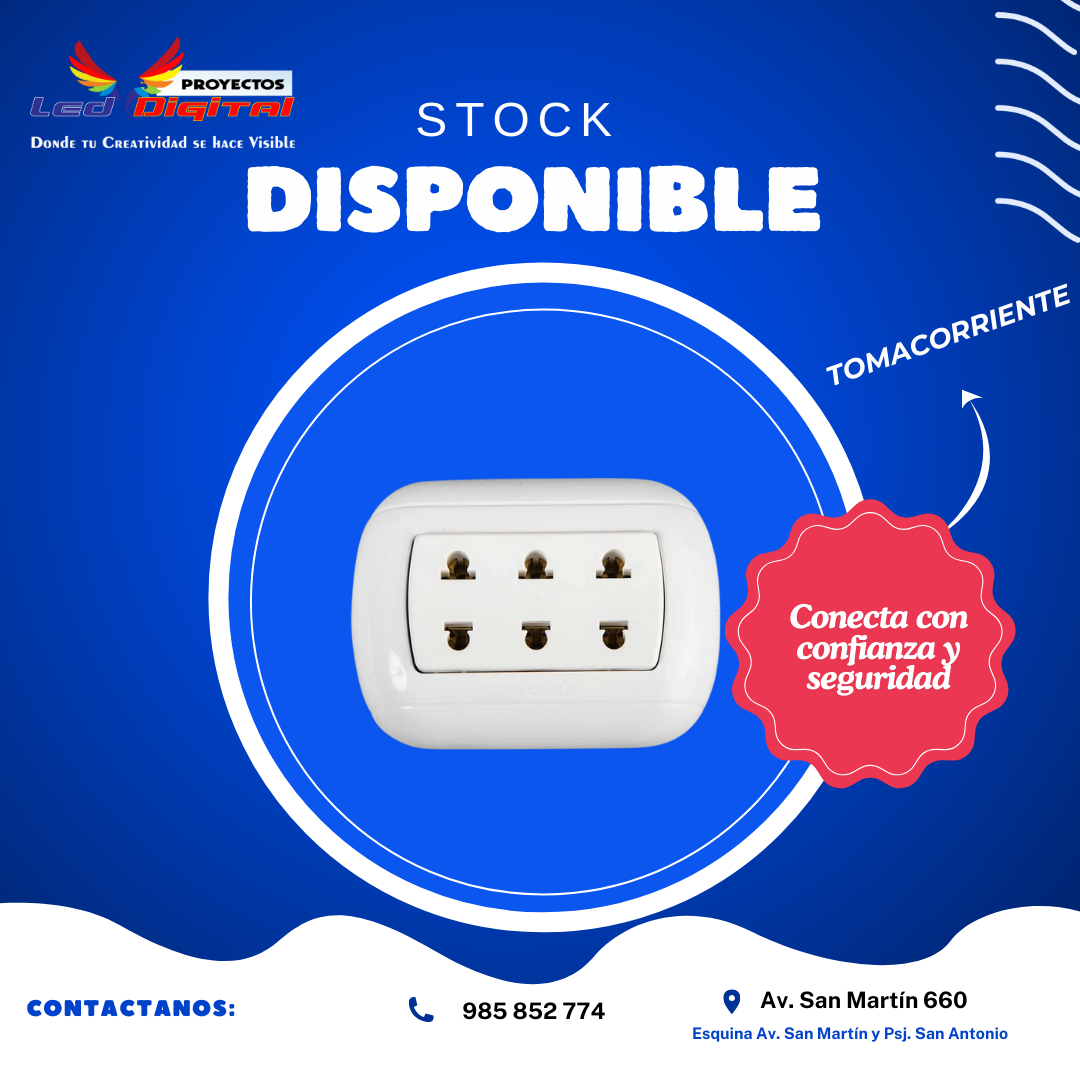 PROYECTOS
Led Digital
Donde tu Creatividad se hace Visible
STOCK
DISPONIBLE
TOMACORRIENTE
Conecta con
confianza y
seguridad
CONTACTANOS:
985 852 774
Av. San Martín 660
Esquina Av. San Martín y Psj. San Antonio